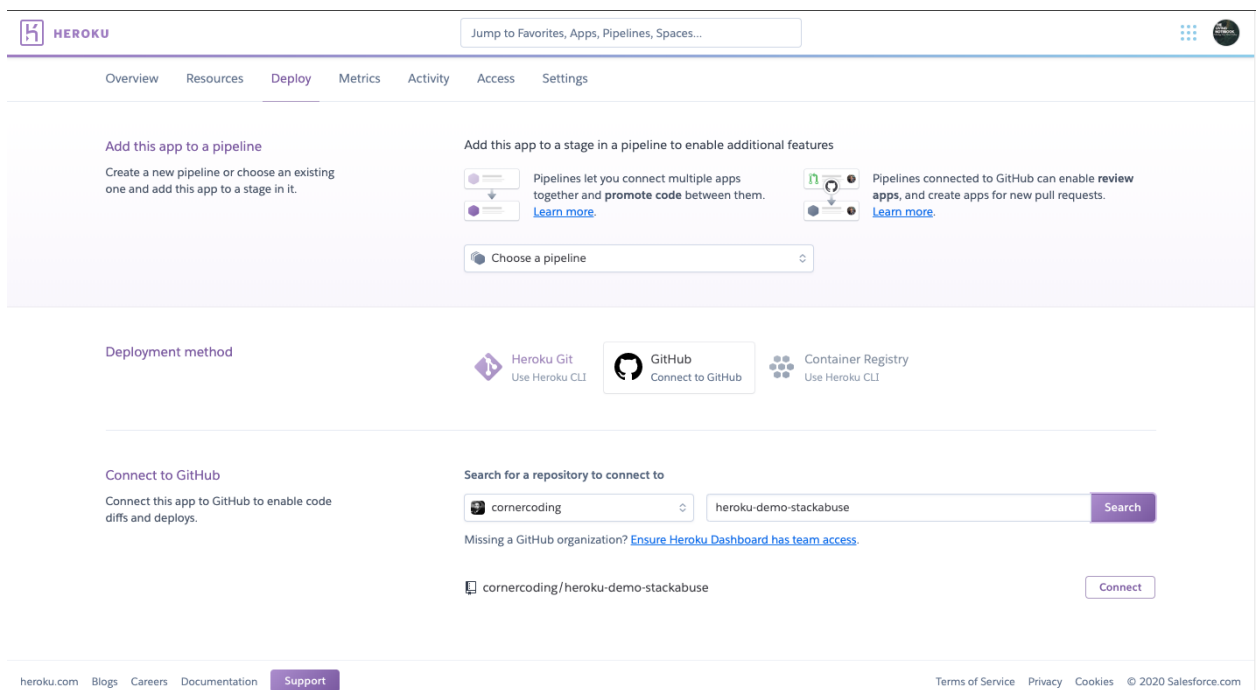 HEROKU
Jump to Favorites, Apps, Pipelines, Spaces...
Overview Resources Deploy Metrics Activity Access Settings
Add this app to a pipeline
Create a new pipeline or choose an existing
one and add this app to a stage in it.
Add this app to a stage in a pipeline to enable additional features
Pipelines let you connect multiple apps
together and promote code between them.
Learn more.
Pipelines connected to GitHub can enable review
apps, and create apps for new pull requests.
Learn more.
Choose a pipeline
Deployment method
Heroku Git
Use Heroku CLI
GitHub
Connect to GitHub
Container Registry
Use Heroku CLI
Connect to GitHub
Connect this app to GitHub to enable code
diffs and deploys.
Search for a repository to connect to
cornercoding
heroku-demo-stackabuse
Search
Missing a GitHub organization? Ensure Heroku Dashboard has team access.
cornercoding/heroku-demo-stackabuse
Connect
heroku.com Blogs Careers Documentation Support
Terms of Service Privacy Cookies © 2020 Salesforce.com